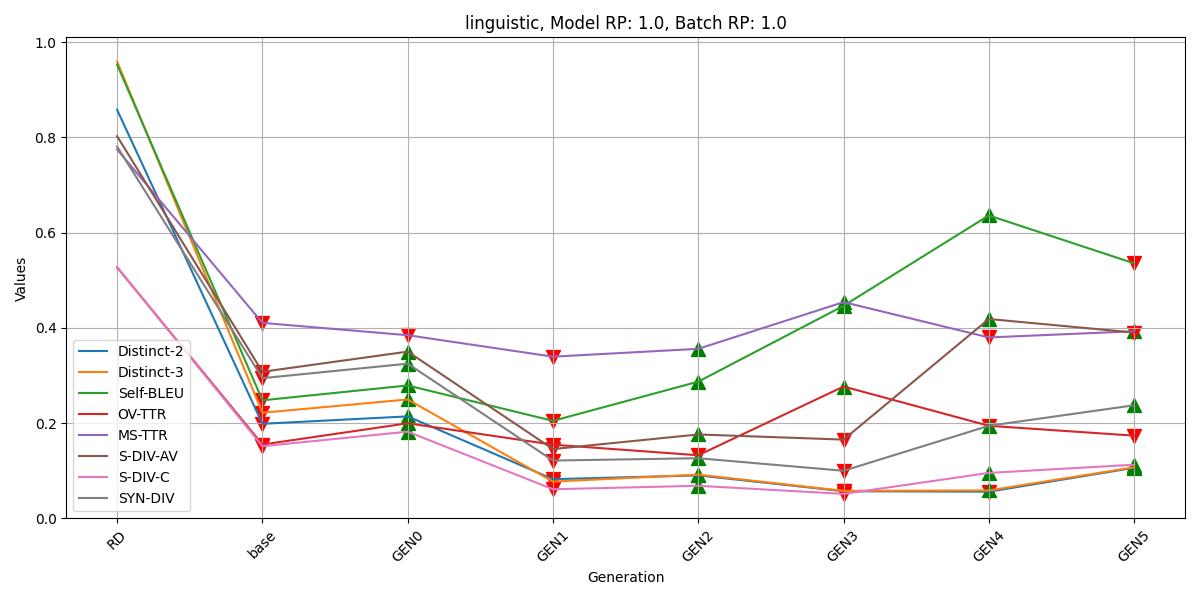 linguistic, Model RP: 1.0, Batch RP: 1.0
1.0
0.8
0.6
0.4
0.2
0.0
Values
Distinct-2
Distinct-3
Self-BLEU
OV-TTR
MS-TTR
S-DIV-AV
S-DIV-C
SYN-DIV
RD
base
GEN0
GEN1
GEN2
GEN3
GEN4
GEN5
Generation